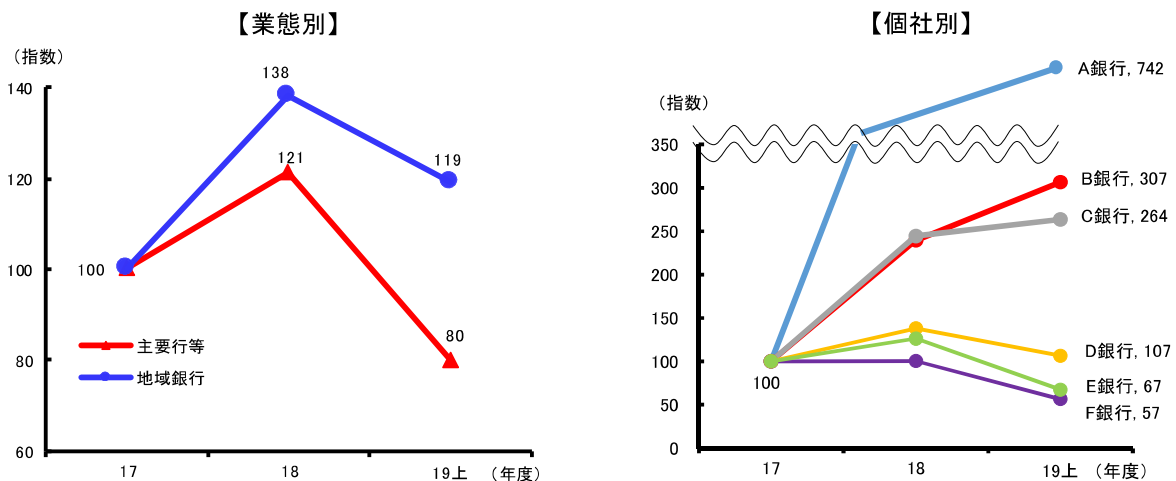 【業態別】
(指数)
140
120
100
80
60
138
121
119
100
80
主要行等
地域銀行
17
18
19上
(年度)
【個社別】
(指数)
350
300
250
200
150
100
50
0
A銀行, 742
B銀行, 307
C銀行, 264
D銀行, 107
E銀行, 67
F銀行, 57
100
17
18
19上
(年度)